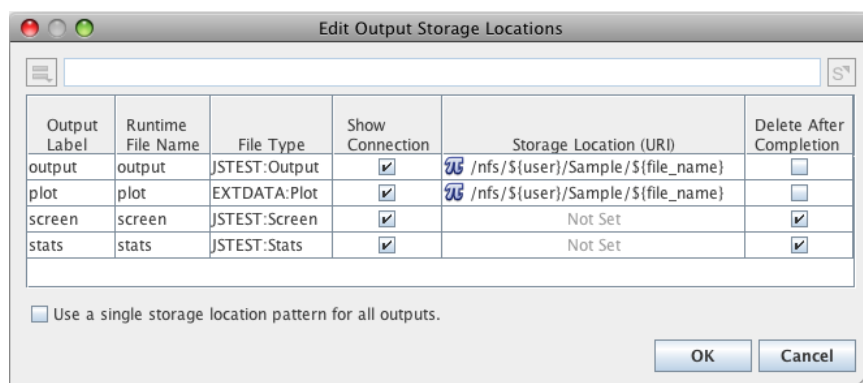 Edit Output Storage Locations
S
Output Label Runtime File Name File Type Show Connection Storage Location (URI) Delete After Completion
output output JSTEST:Output /nfs/${user}/Sample/${file_name}
plot plot EXTDATA:Plot /nfs/${user}/Sample/${file_name}
screen screen JSTEST:Screen Not Set
stats stats JSTEST:Stats Not Set
Use a single storage location pattern for all outputs.
OK Cancel